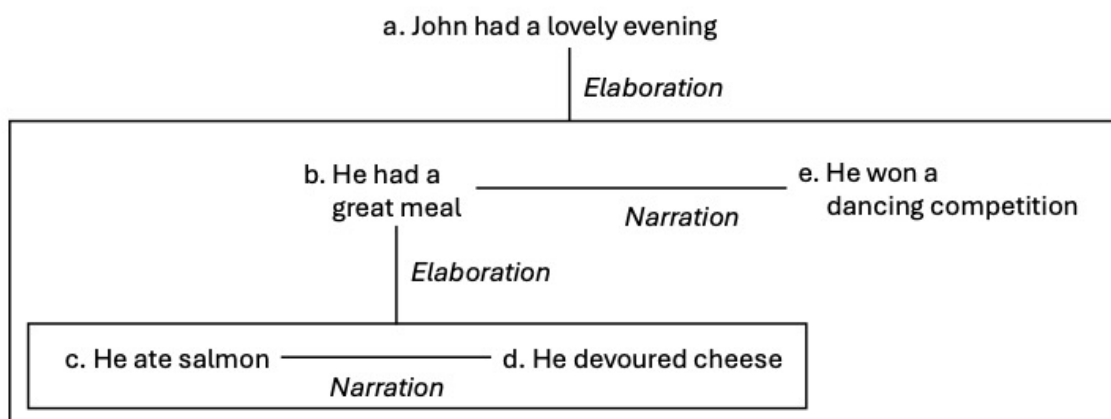 a. John had a lovely evening
Elaboration
b. He had a
great meal
e. He won a
dancing competition
Narration
Elaboration
c. He ate salmon
d. He devoured cheese
Narration